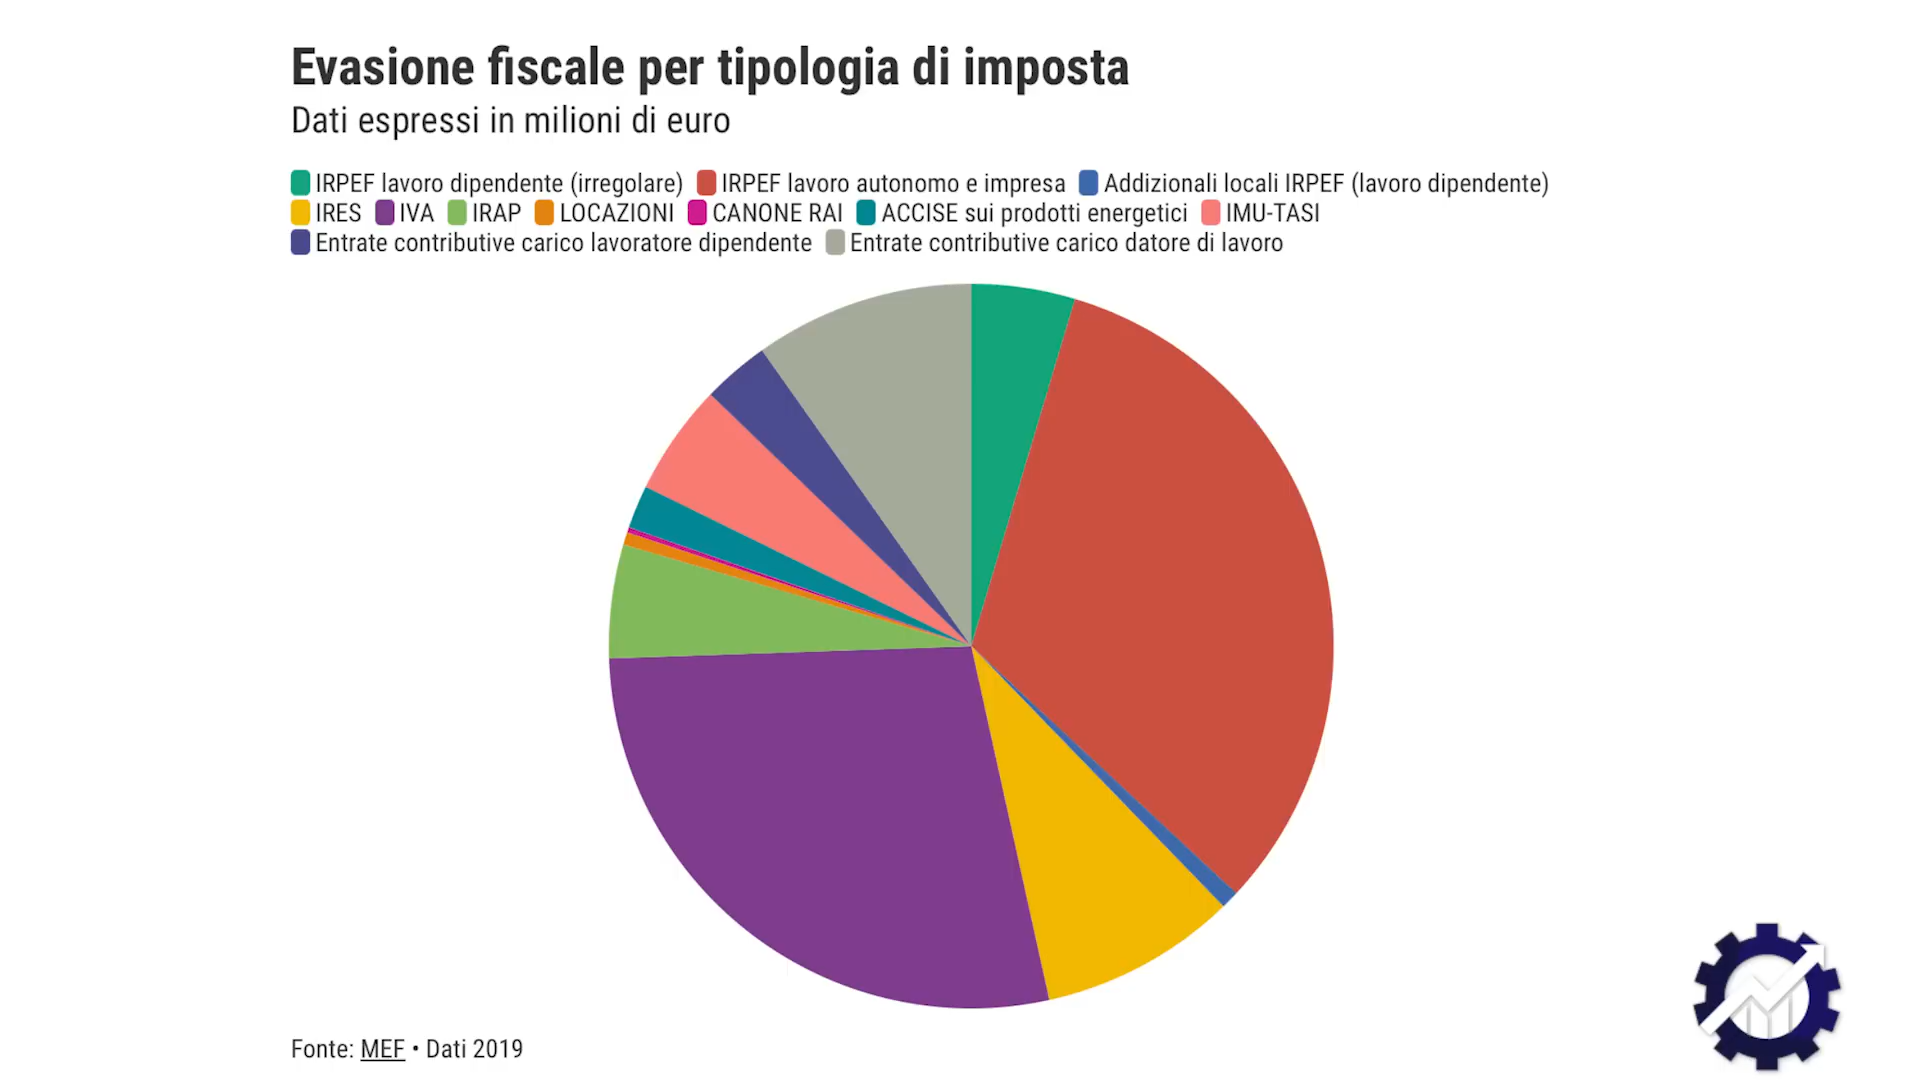 Evasione fiscale per tipologia di imposta
Dati espressi in milioni di euro
IRPEF lavoro dipendente (irregolare) IRPEF lavoro autonomo e impresa Addizionali locali IRPEF (lavoro dipendente)
IRES IVA IRAP LOCAZIONI CANONE RAI ACCISE sui prodotti energetici IMU-TASI
Entrate contributive carico lavoratore dipendente Entrate contributive carico datore di lavoro
Fonte: MEF • Dati 2019